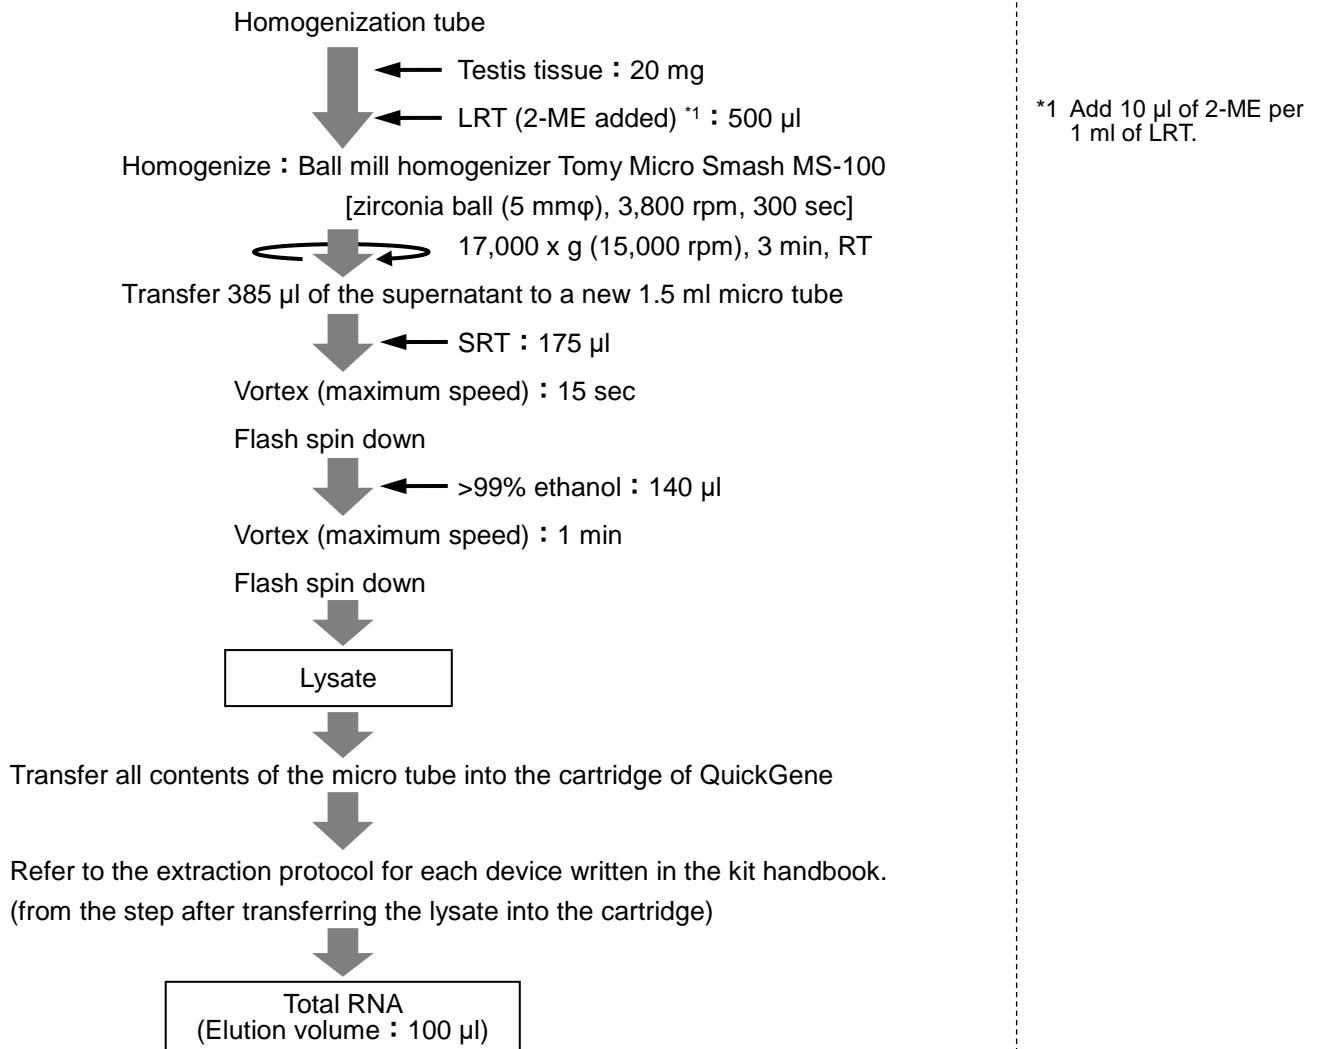 Homogenization tube
Testis tissue：20 mg
LRT (2-ME added) *1：500 µl
*1 Add 10 µl of 2-ME per
1 ml of LRT.
Homogenize：Ball mill homogenizer Tomy Micro Smash MS-100
[zirconia ball (5 mmφ), 3,800 rpm, 300 sec]
17,000 x g (15,000 rpm), 3 min, RT
Transfer 385 µl of the supernatant to a new 1.5 ml micro tube
SRT：175 µl
Vortex (maximum speed)：15 sec
Flash spin down
>99% ethanol：140 µl
Vortex (maximum speed)：1 min
Flash spin down
Lysate
Transfer all contents of the micro tube into the cartridge of QuickGene
Refer to the extraction protocol for each device written in the kit handbook.
(from the step after transferring the lysate into the cartridge)
Total RNA
(Elution volume：100 µl)